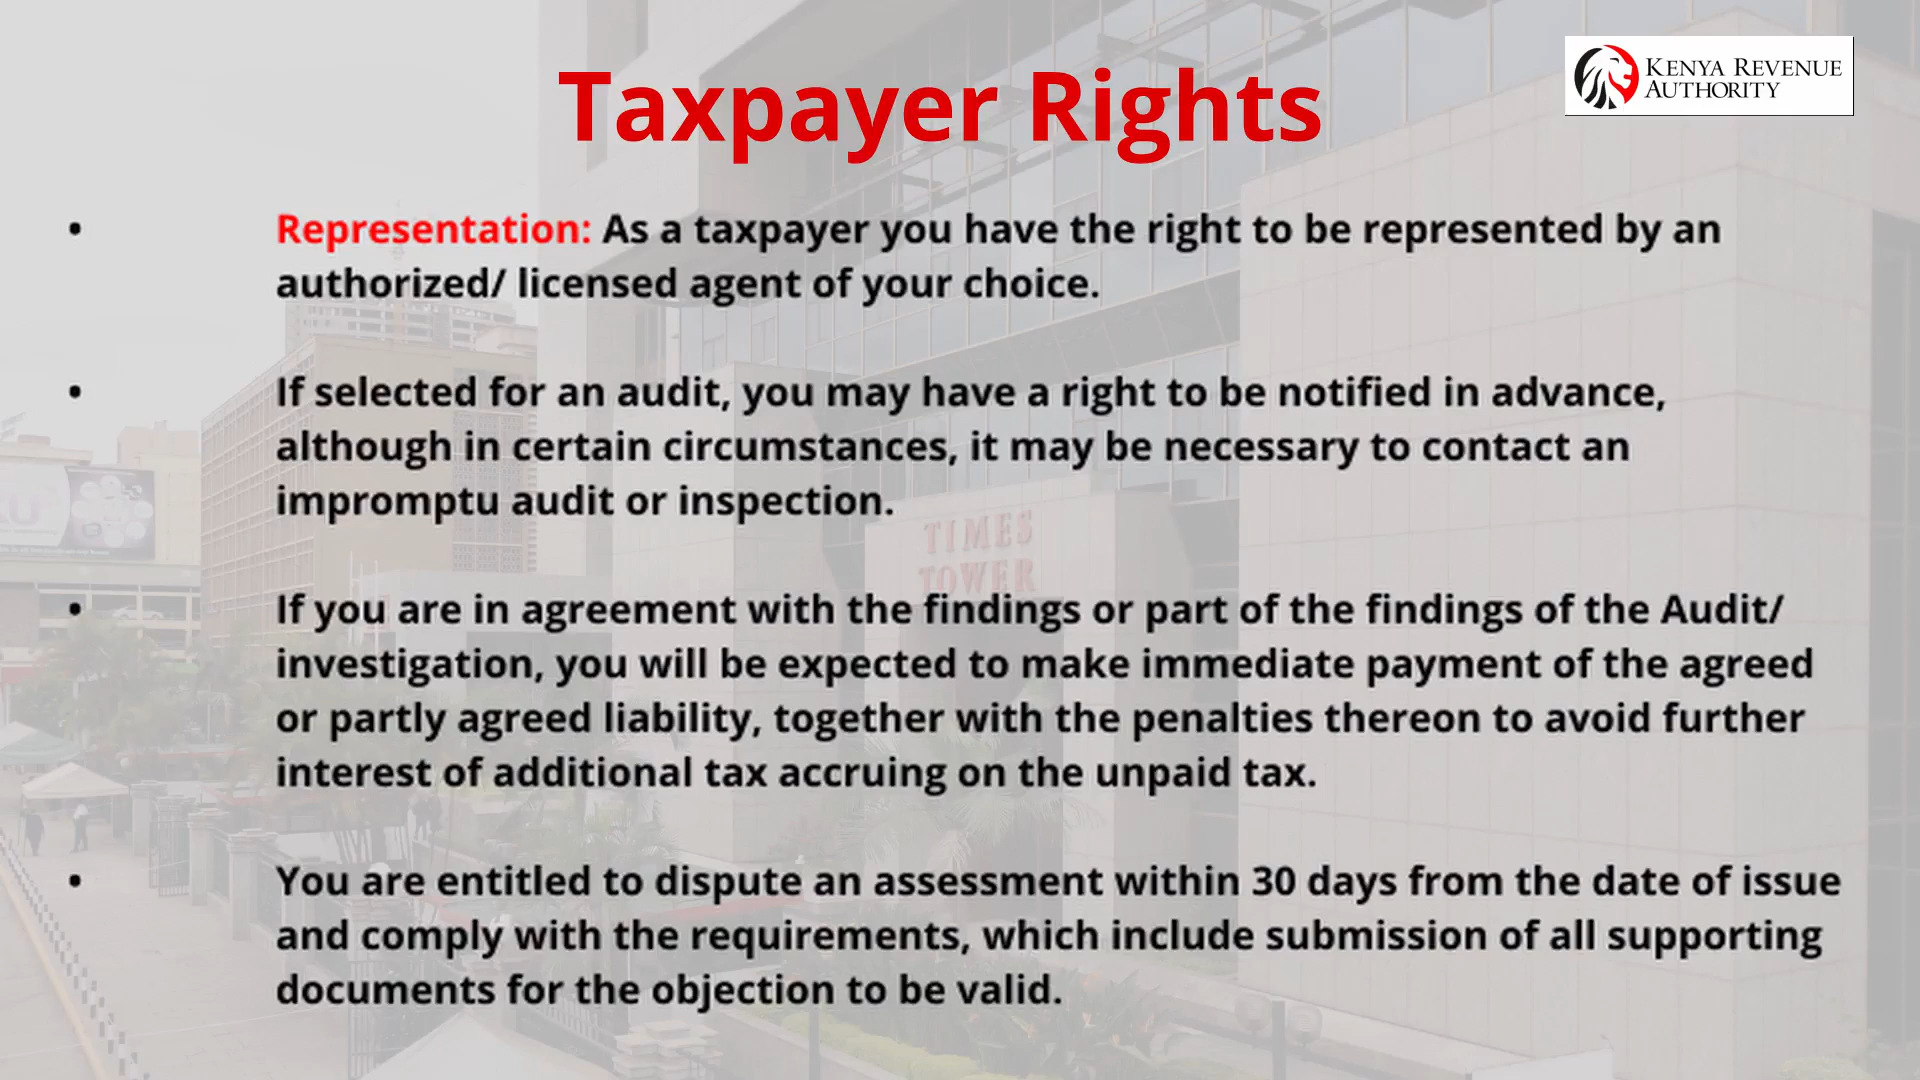 Taxpayer Rights
KENYA REVENUE
AUTHORITY
• Representation: As a taxpayer you have the right to be represented by an
authorized/ licensed agent of your choice.
• If selected for an audit, you may have a right to be notified in advance,
although in certain circumstances, it may be necessary to contact an
impromptu audit or inspection.
TIMES
TOWER
• If you are in agreement with the findings or part of the findings of the Audit/
investigation, you will be expected to make immediate payment of the agreed
or partly agreed liability, together with the penalties thereon to avoid further
interest of additional tax accruing on the unpaid tax.
• You are entitled to dispute an assessment within 30 days from the date of issue
and comply with the requirements, which include submission of all supporting
documents for the objection to be valid.